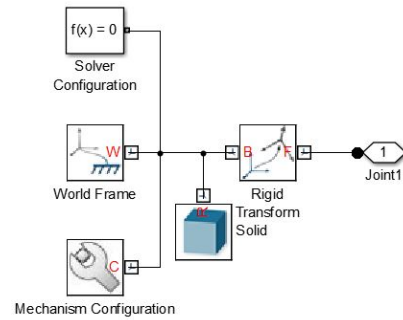 f(x) = 0
Solver
Configuration
W
World Frame
B
F
1
Joint1
R
Rigid
Transform
Solid
C
Mechanism Configuration